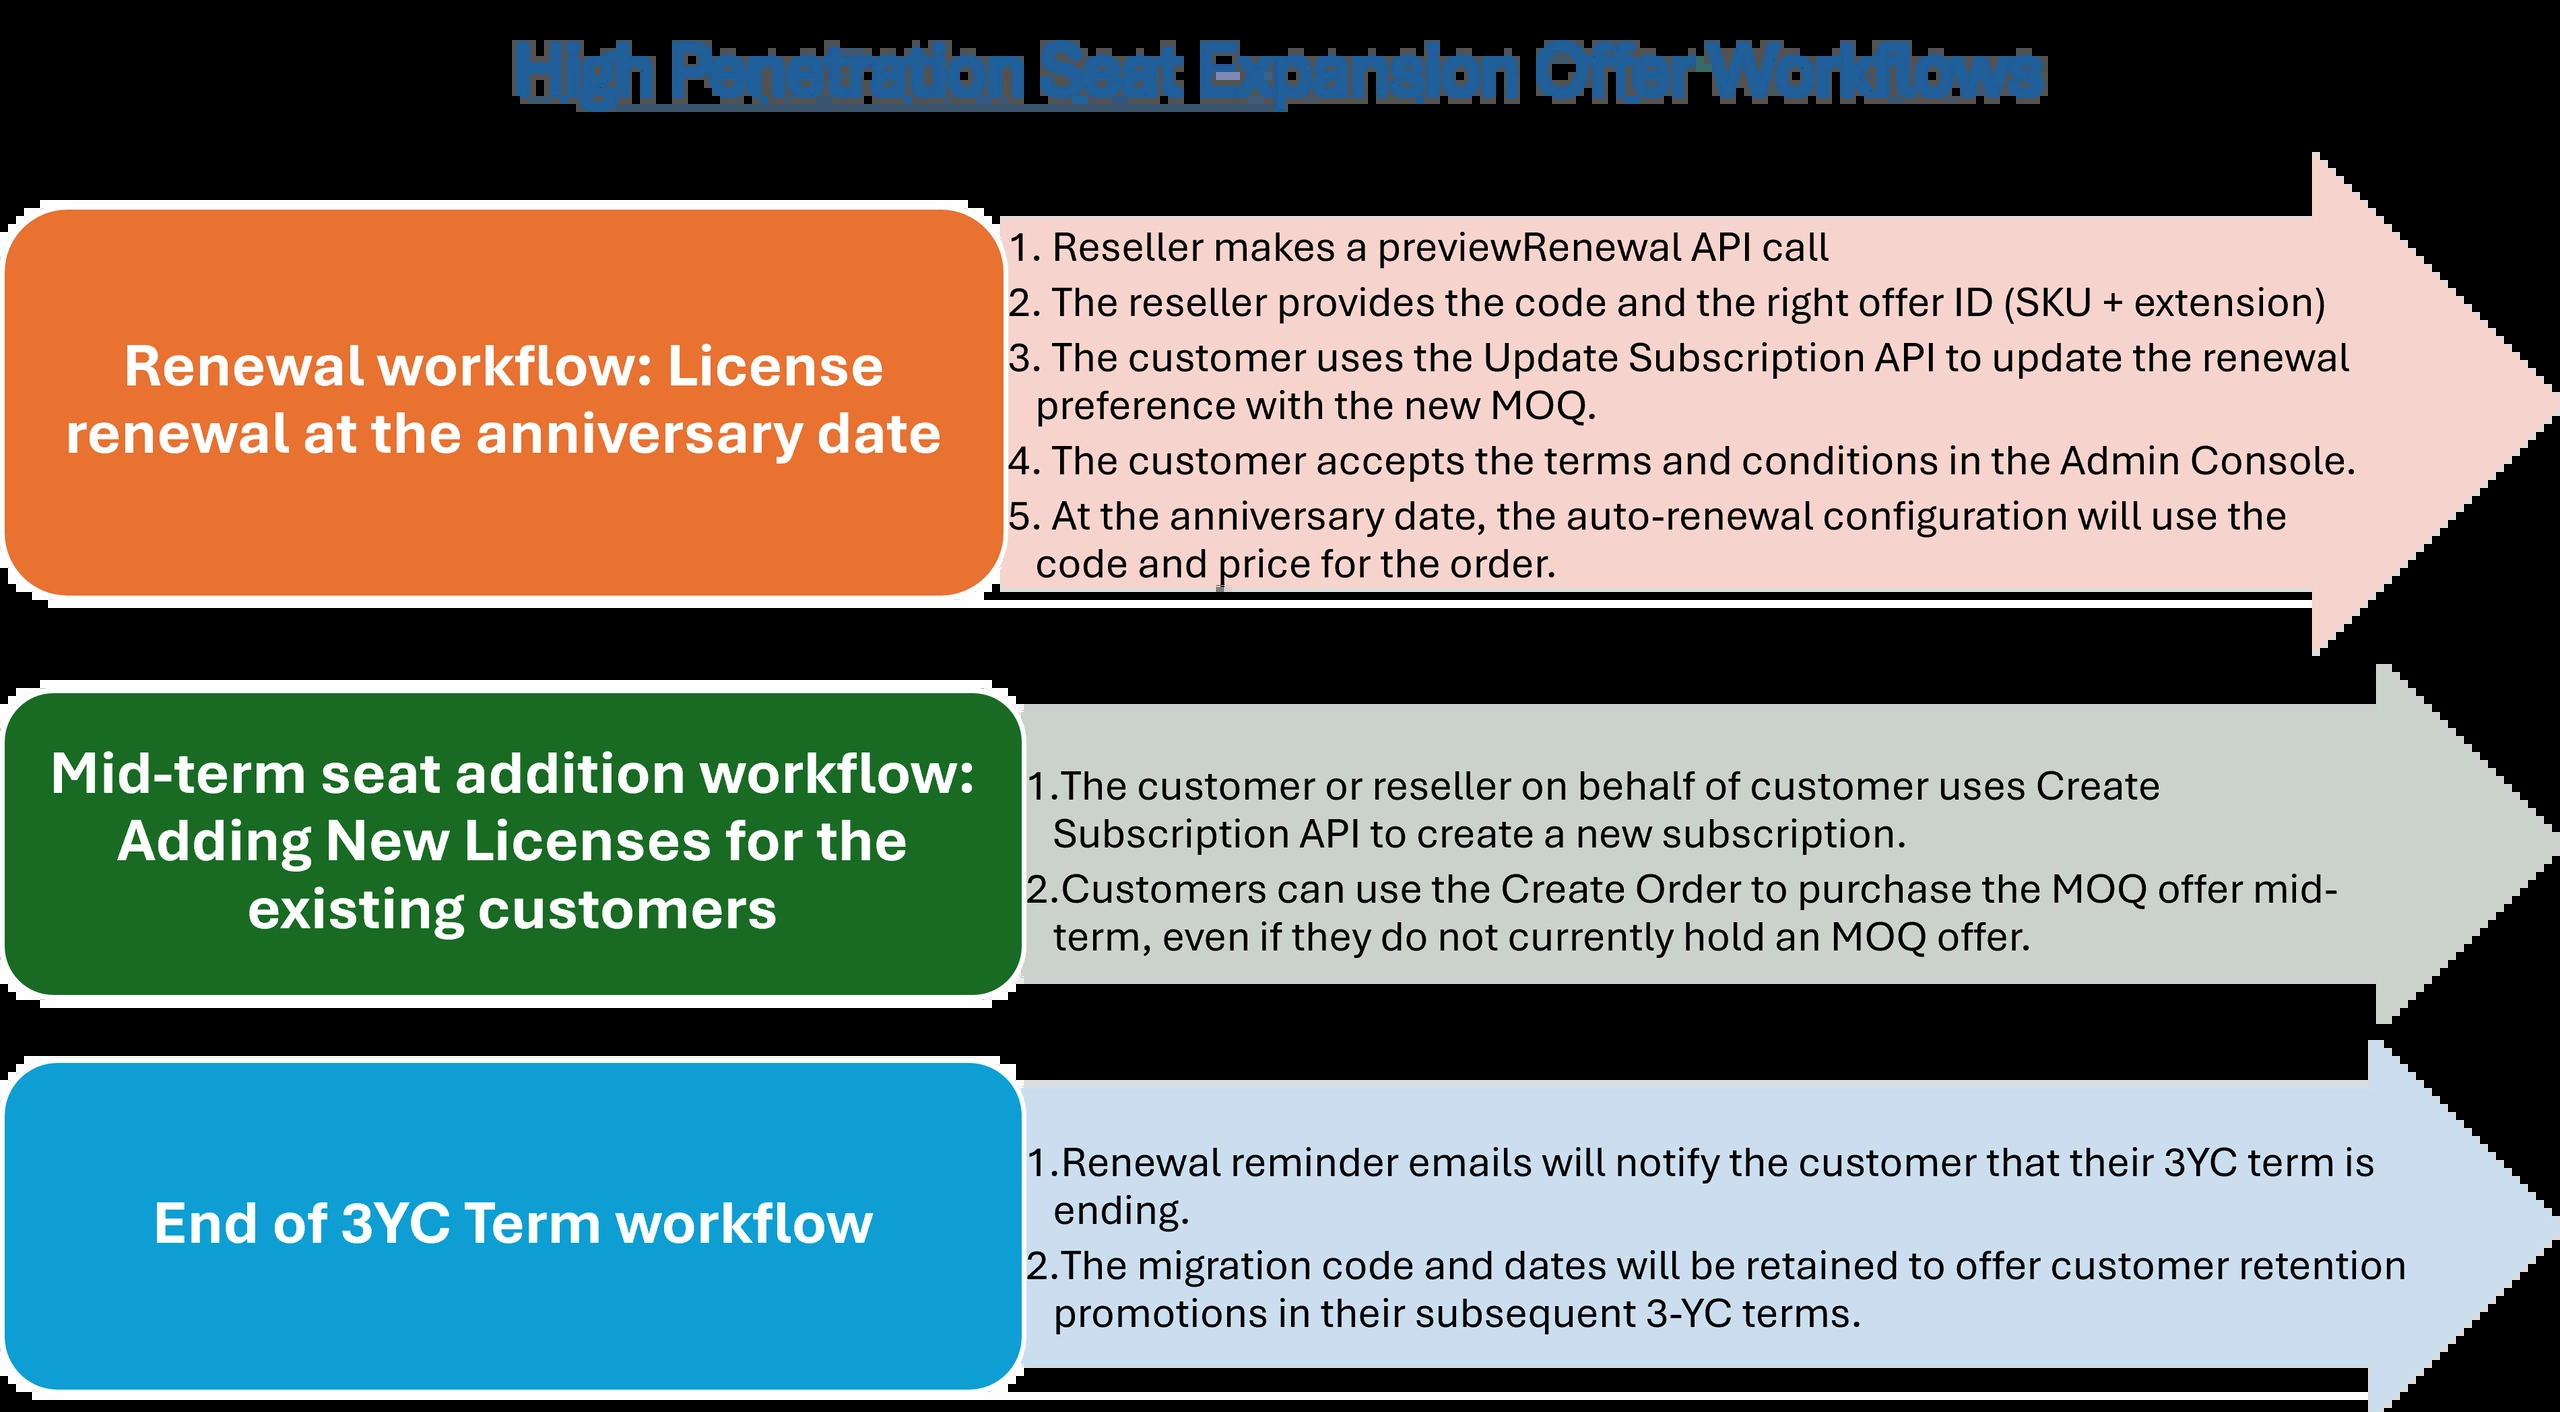 High Penetration Seat Expansion Offer Workflows
Renewal workflow: License
renewal at the anniversary date
1. Reseller makes a previewRenewal API call
2. The reseller provides the code and the right offer ID (SKU + extension)
3. The customer uses the Update Subscription API to update the renewal
preference with the new MOQ.
4. The customer accepts the terms and conditions in the Admin Console.
5. At the anniversary date, the auto-renewal configuration will use the
code and price for the order.
Mid-term seat addition workflow:
Adding New Licenses for the
existing customers
1.The customer or reseller on behalf of customer uses Create
Subscription API to create a new subscription.
2.Customers can use the Create Order to purchase the MOQ offer mid-
term, even if they do not currently hold an MOQ offer.
End of 3YC Term workflow
1.Renewal reminder emails will notify the customer that their 3YC term is
ending.
2.The migration code and dates will be retained to offer customer retention
promotions in their subsequent 3-YC terms.